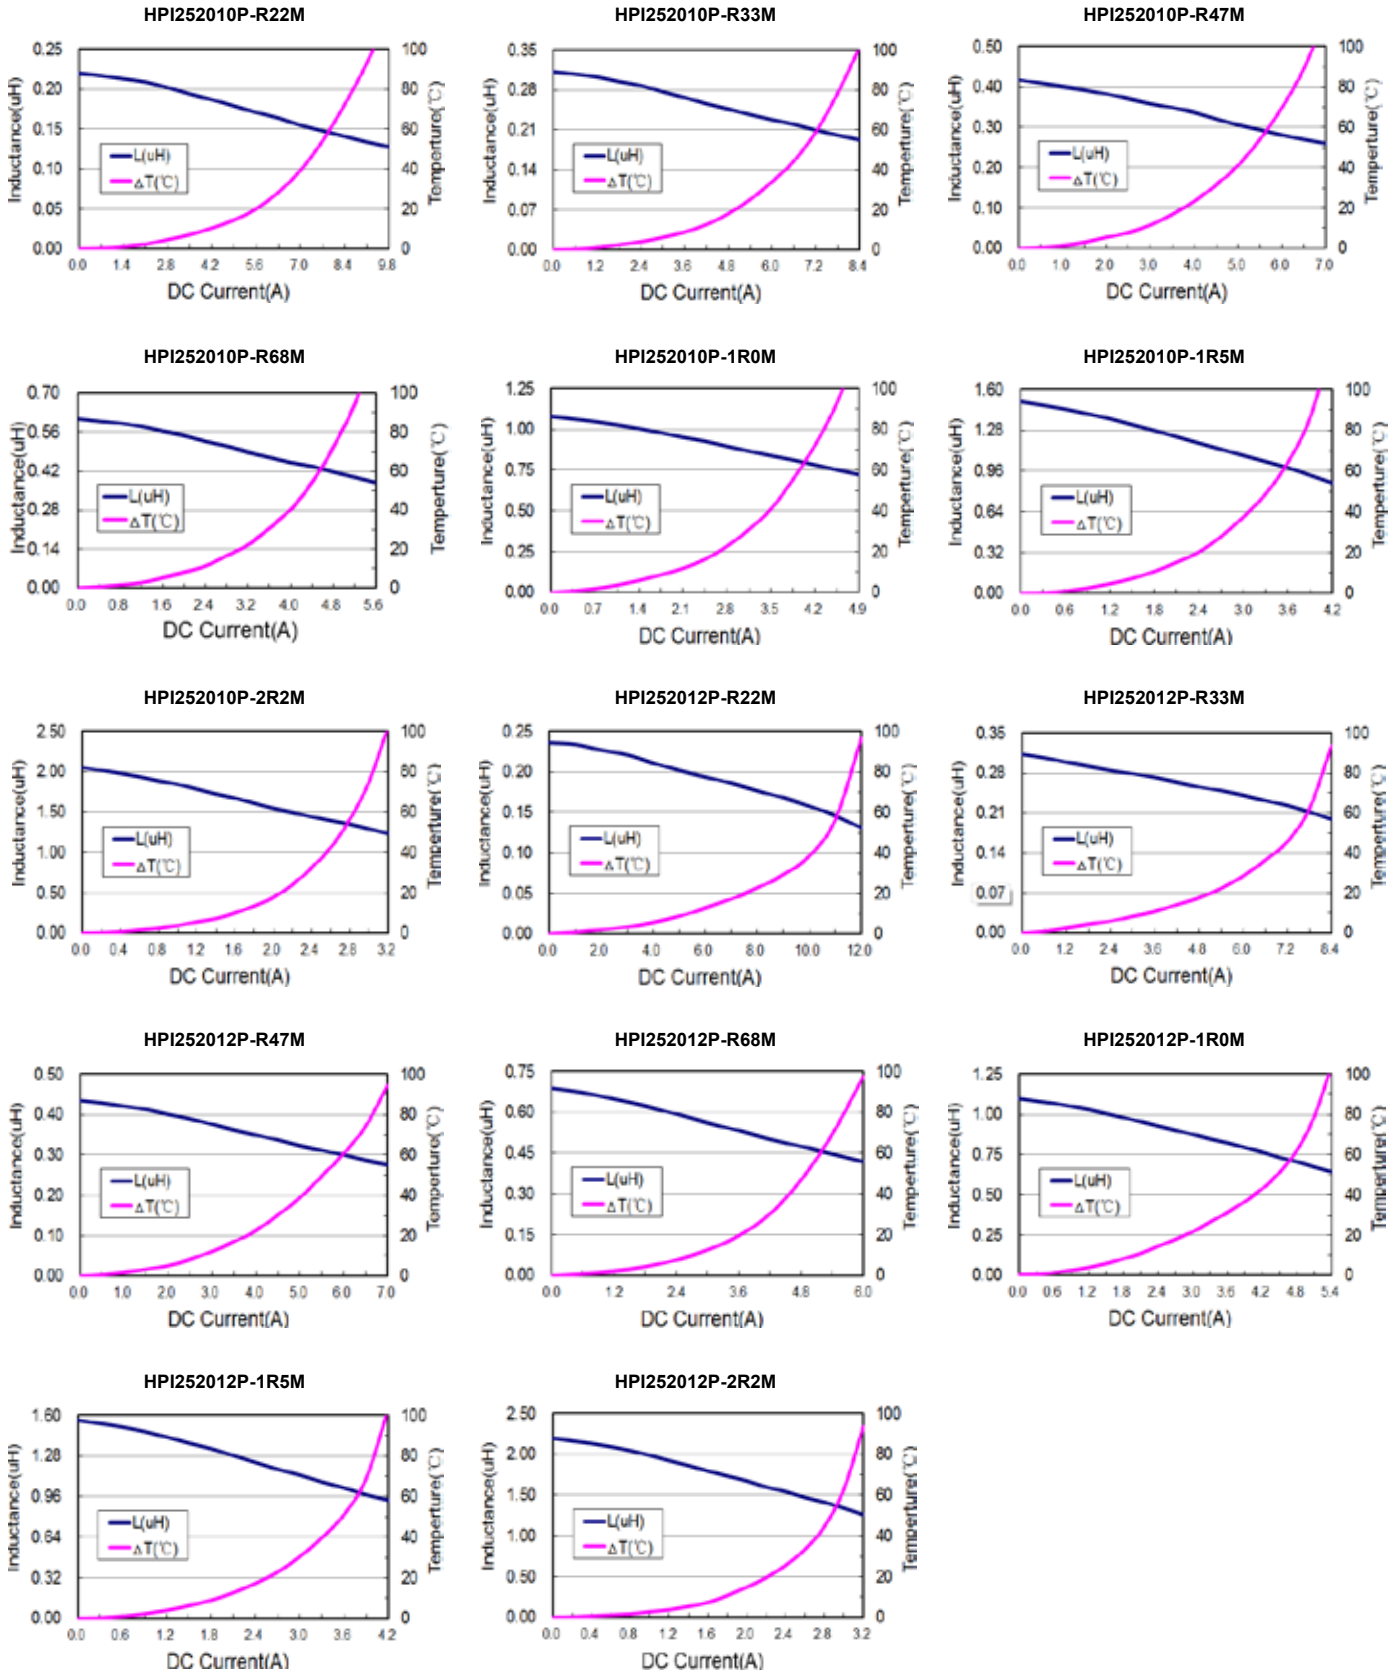 HPI252010P-R22M
HPI252010P-R33M
HPI252010P-R47M
Inductance(uH)
0.25
0.20
0.15
0.10
0.05
0.00
L(uH)
ΔT(℃)
100
80
60
40
20
0
Temperture(℃)
0.0 1.4 2.8 4.2 5.6 7.0 8.4 9.8
DC Current(A)
Inductance(uH)
0.35
0.28
0.21
0.14
0.07
0.00
L(uH)
ΔT(℃)
100
80
60
40
20
0
Temperture(℃)
0.0 1.2 2.4 3.6 4.8 6.0 7.2 8.4
DC Current(A)
Inductance(uH)
0.50
0.40
0.30
0.20
0.10
0.00
L(uH)
ΔT(℃)
100
80
60
40
20
0
Temperture(℃)
0.0 1.0 2.0 3.0 4.0 5.0 6.0 7.0
DC Current(A)
HPI252010P-R68M
HPI252010P-1R0M
HPI252010P-1R5M
Inductance(uH)
0.70
0.56
0.42
0.28
0.14
0.00
L(uH)
ΔT(℃)
100
80
60
40
20
0
Temperture(℃)
0.0 0.8 1.6 2.4 3.2 4.0 4.8 5.6
DC Current(A)
Inductance(uH)
1.25
1.00
0.75
0.50
0.25
0.00
L(uH)
ΔT(℃)
100
80
60
40
20
0
Temperture(℃)
0.0 0.7 1.4 2.1 2.8 3.5 4.2 4.9
DC Current(A)
Inductance(uH)
1.60
1.28
0.96
0.64
0.32
0.00
L(uH)
ΔT(℃)
100
80
60
40
20
0
Temperture(℃)
0.0 0.6 1.2 1.8 2.4 3.0 3.6 4.2
DC Current(A)
HPI252010P-2R2M
HPI252012P-R22M
HPI252012P-R33M
Inductance(uH)
2.50
2.00
1.50
1.00
0.50
0.00
L(uH)
ΔT(℃)
100
80
60
40
20
0
Temperture(℃)
0.0 0.4 0.8 1.2 1.6 2.0 2.4 2.8 3.2
DC Current(A)
Inductance(uH)
0.25
0.20
0.15
0.10
0.05
0.00
L(uH)
ΔT(℃)
100
80
60
40
20
0
Temperture(℃)
0.0 2.0 4.0 6.0 8.0 10.0 12.0
DC Current(A)
Inductance(uH)
0.35
0.28
0.21
0.14
0.07
0.00
L(uH)
ΔT(℃)
100
80
60
40
20
0
Temperture(℃)
0.0 1.2 2.4 3.6 4.8 6.0 7.2 8.4
DC Current(A)
HPI252012P-R47M
HPI252012P-R68M
HPI252012P-1R0M
Inductance(uH)
0.50
0.40
0.30
0.20
0.10
0.00
L(uH)
ΔT(℃)
100
80
60
40
20
0
Temperture(℃)
0.0 1.0 2.0 3.0 4.0 5.0 6.0 7.0
DC Current(A)
Inductance(uH)
0.75
0.60
0.45
0.30
0.15
0.00
L(uH)
ΔT(℃)
100
80
60
40
20
0
Temperture(℃)
0.0 1.2 2.4 3.6 4.8 6.0
DC Current(A)
Inductance(uH)
1.25
1.00
0.75
0.50
0.25
0.00
L(uH)
ΔT(℃)
100
80
60
40
20
0
Temperture(℃)
0.0 0.6 1.2 1.8 2.4 3.0 3.6 4.2 4.8 5.4
DC Current(A)
HPI252012P-1R5M
HPI252012P-2R2M
Inductance(uH)
1.60
1.28
0.96
0.64
0.32
0.00
L(uH)
ΔT(℃)
100
80
60
40
20
0
Temperture(℃)
0.0 0.6 1.2 1.8 2.4 3.0 3.6 4.2
DC Current(A)
Inductance(uH)
2.50
2.00
1.50
1.00
0.50
0.00
L(uH)
ΔT(℃)
100
80
60
40
20
0
Temperture(℃)
0.0 0.4 0.8 1.2 1.6 2.0 2.4 2.8 3.2
DC Current(A)